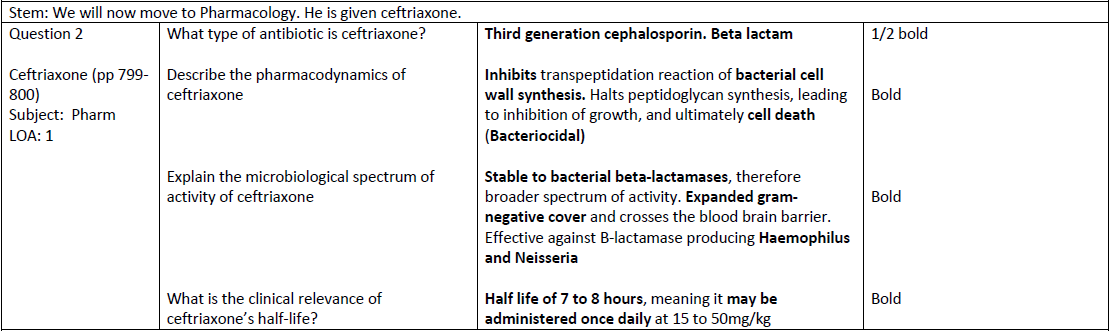 Stem: We will now move to Pharmacology. He is given ceftriaxone.
Question 2
Ceftriaxone (pp 799-
800)
Subject: Pharm
LOA: 1
What type of antibiotic is ceftriaxone?
Third generation cephalosporin. Beta lactam
1/2 bold
Describe the pharmacodynamics of
ceftriaxone
Inhibits transpeptidation reaction of bacterial cell
wall synthesis. Halts peptidoglycan synthesis, leading
to inhibition of growth, and ultimately cell death
(Bacteriocidal)
Bold
Explain the microbiological spectrum of
activity of ceftriaxone
Stable to bacterial beta-lactamases, therefore
broader spectrum of activity. Expanded gram-
negative cover and crosses the blood brain barrier.
Effective against B-lactamase producing Haemophilus
and Neisseria
Bold
What is the clinical relevance of
ceftriaxone's half-life?
Half life of 7 to 8 hours, meaning it may be
administered once daily at 15 to 50mg/kg
Bold